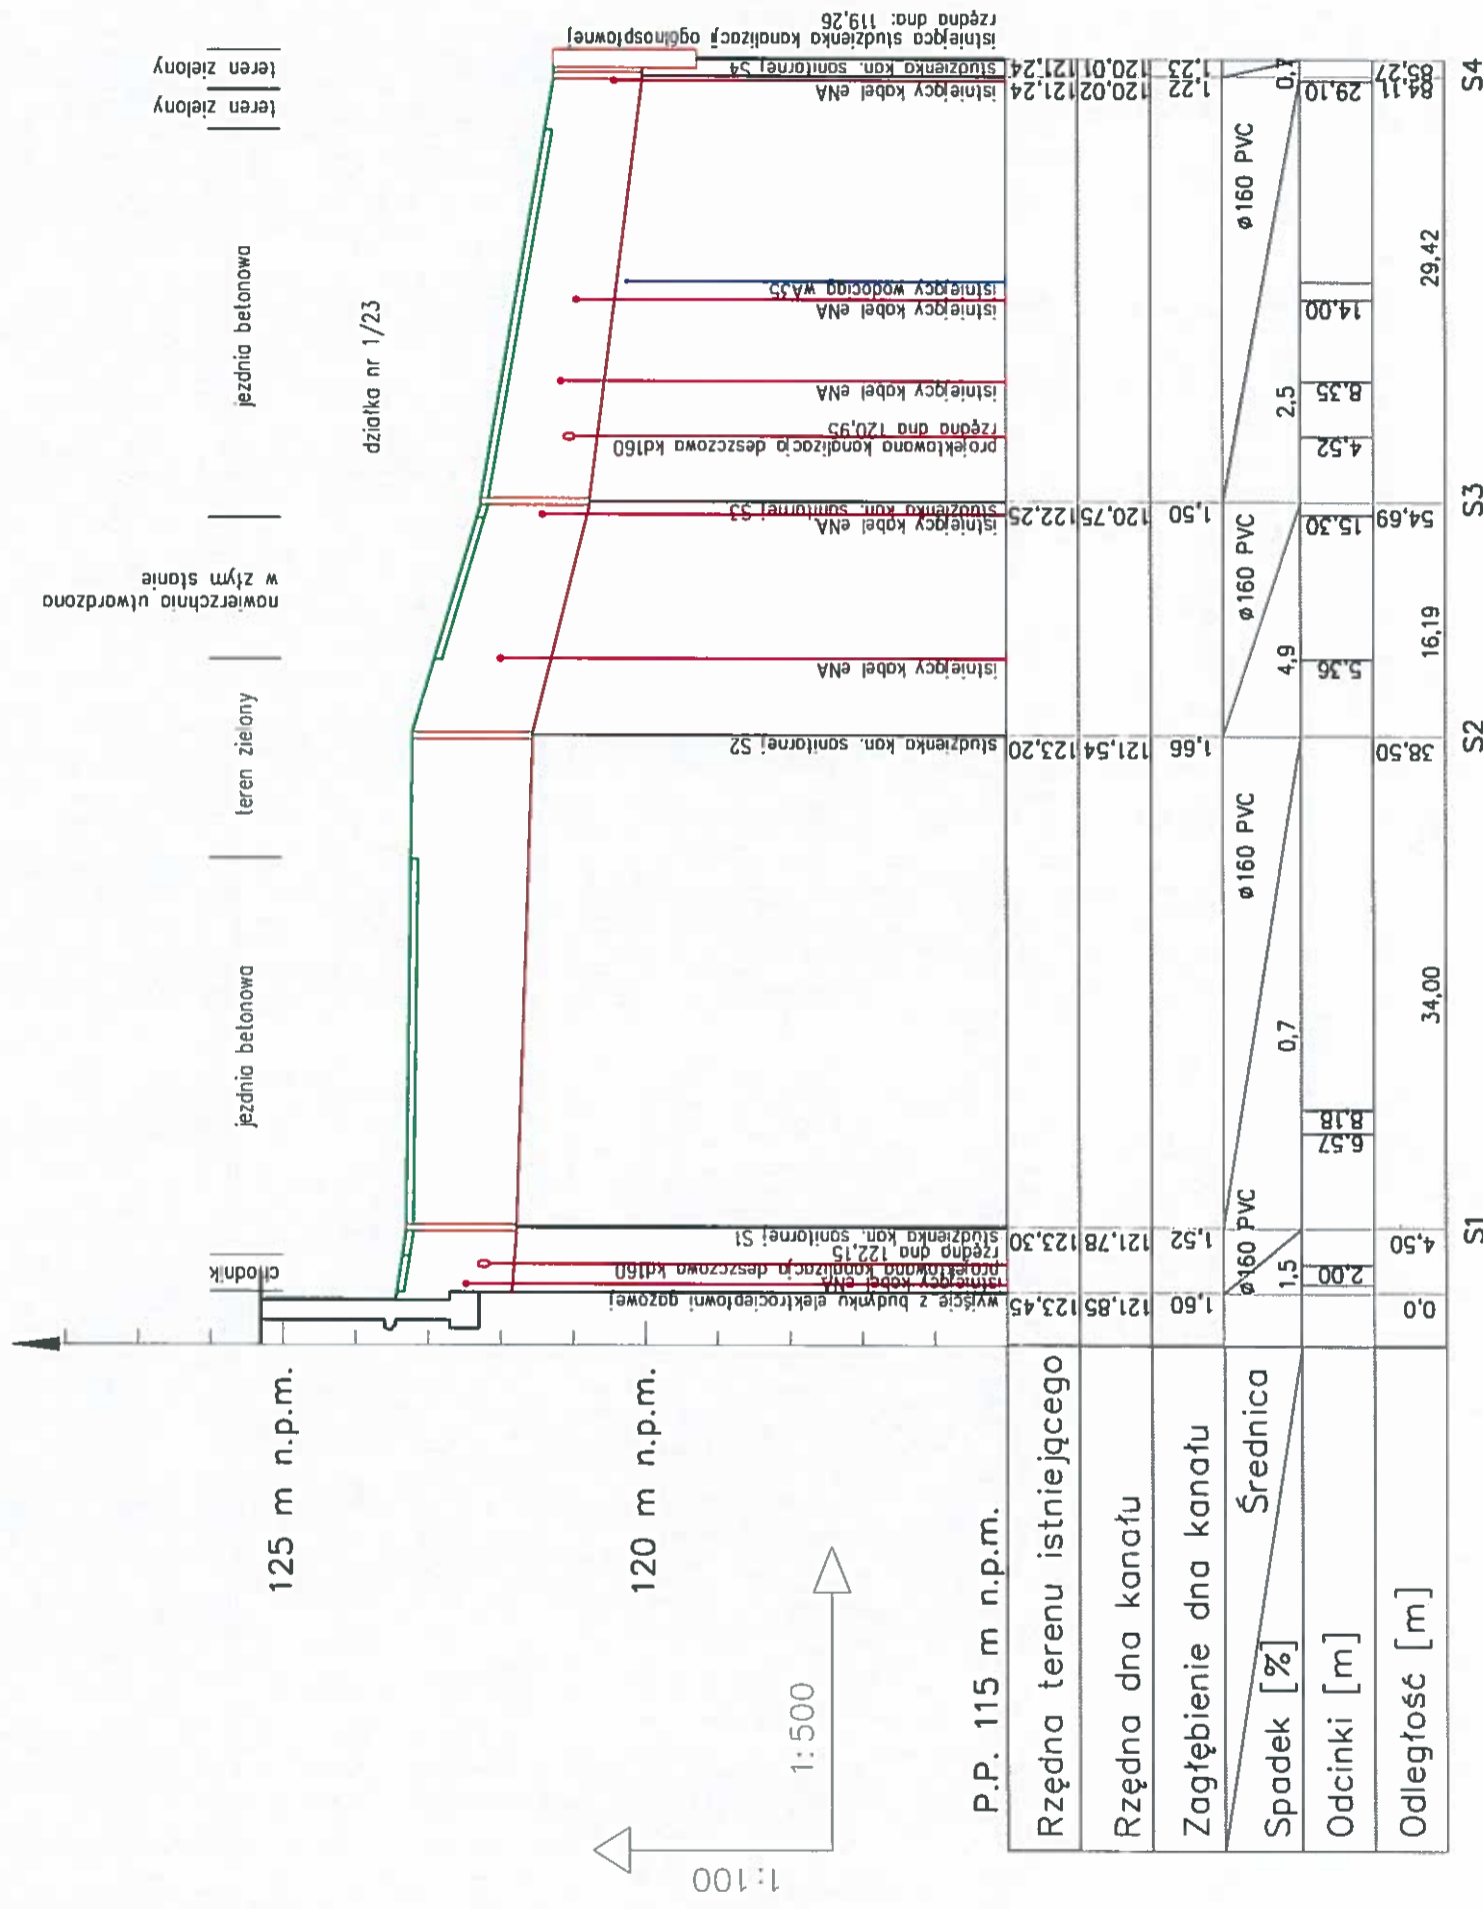 chodnik
jezdnia betonowa
teren zielony
nawierzchnia utwardzona
w złym stanie
jezdnia betonowa
teren zielony
teren zielony
działka nr 1/23
125 m n.p.m.
120 m n.p.m.
1:100
1:500
P.P. 115 m n.p.m.
wyjście z budynku elektrociepłowni gazowej
istniejący kabel eNA
projektowana kanalizacja deszczowa kd160
rzędna dna 122,15
studzienka kan. sanitarnej S1
studzienka kan. sanitarnej S2
istniejący kabel eNA
istniejący kabel eNA
studzienka kan. sanitarnej S3
projektowana kanalizacja deszczowa kd160
rzędna dna 120,95
istniejący kabel eNA
istniejący kabel eNA
istniejący wodociąg wA35
istniejący kabel eNA
studzienka kan. sanitarnej S4
istniejąca studzienka kanalizacji ogólnospławnej
rzędna dna: 119,26
Rzędna terenu istniejącego 123,45 123,30 123,20 122,25 121,24 121,24
Rzędna dna kanału 121,85 121,78 121,54 120,75 120,02 120,01
Zagłębienie dna kanału 1,60 1,52 1,66 1,50 1,22 1,23
Średnica ø160 PVC ø160 PVC ø160 PVC ø160 PVC
Spadek [%] 1,5 0,7 4,9 2,5
Odcinki [m] 2,00 6,57 8,18 5,36 15,30 4,52 8,35 14,00 29,10
Odległość [m] 0,0 4,50 34,00 38,50 16,19 54,69 29,42 84,11 85,27
S1 S2 S3 S4